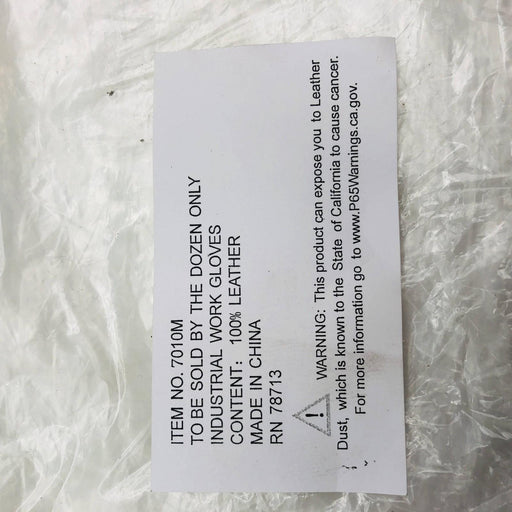 ITEM NO. 7010M
TO BE SOLD BY THE DOZEN ONLY
INDUSTRIAL WORK GLOVES
CONTENT: 100% LEATHER
MADE IN CHINA
RN 78713
WARNING: This product can expose you to Leather
Dust, which is known to the State of California to cause cancer.
For more information go to www.P65Warnings.ca.gov.